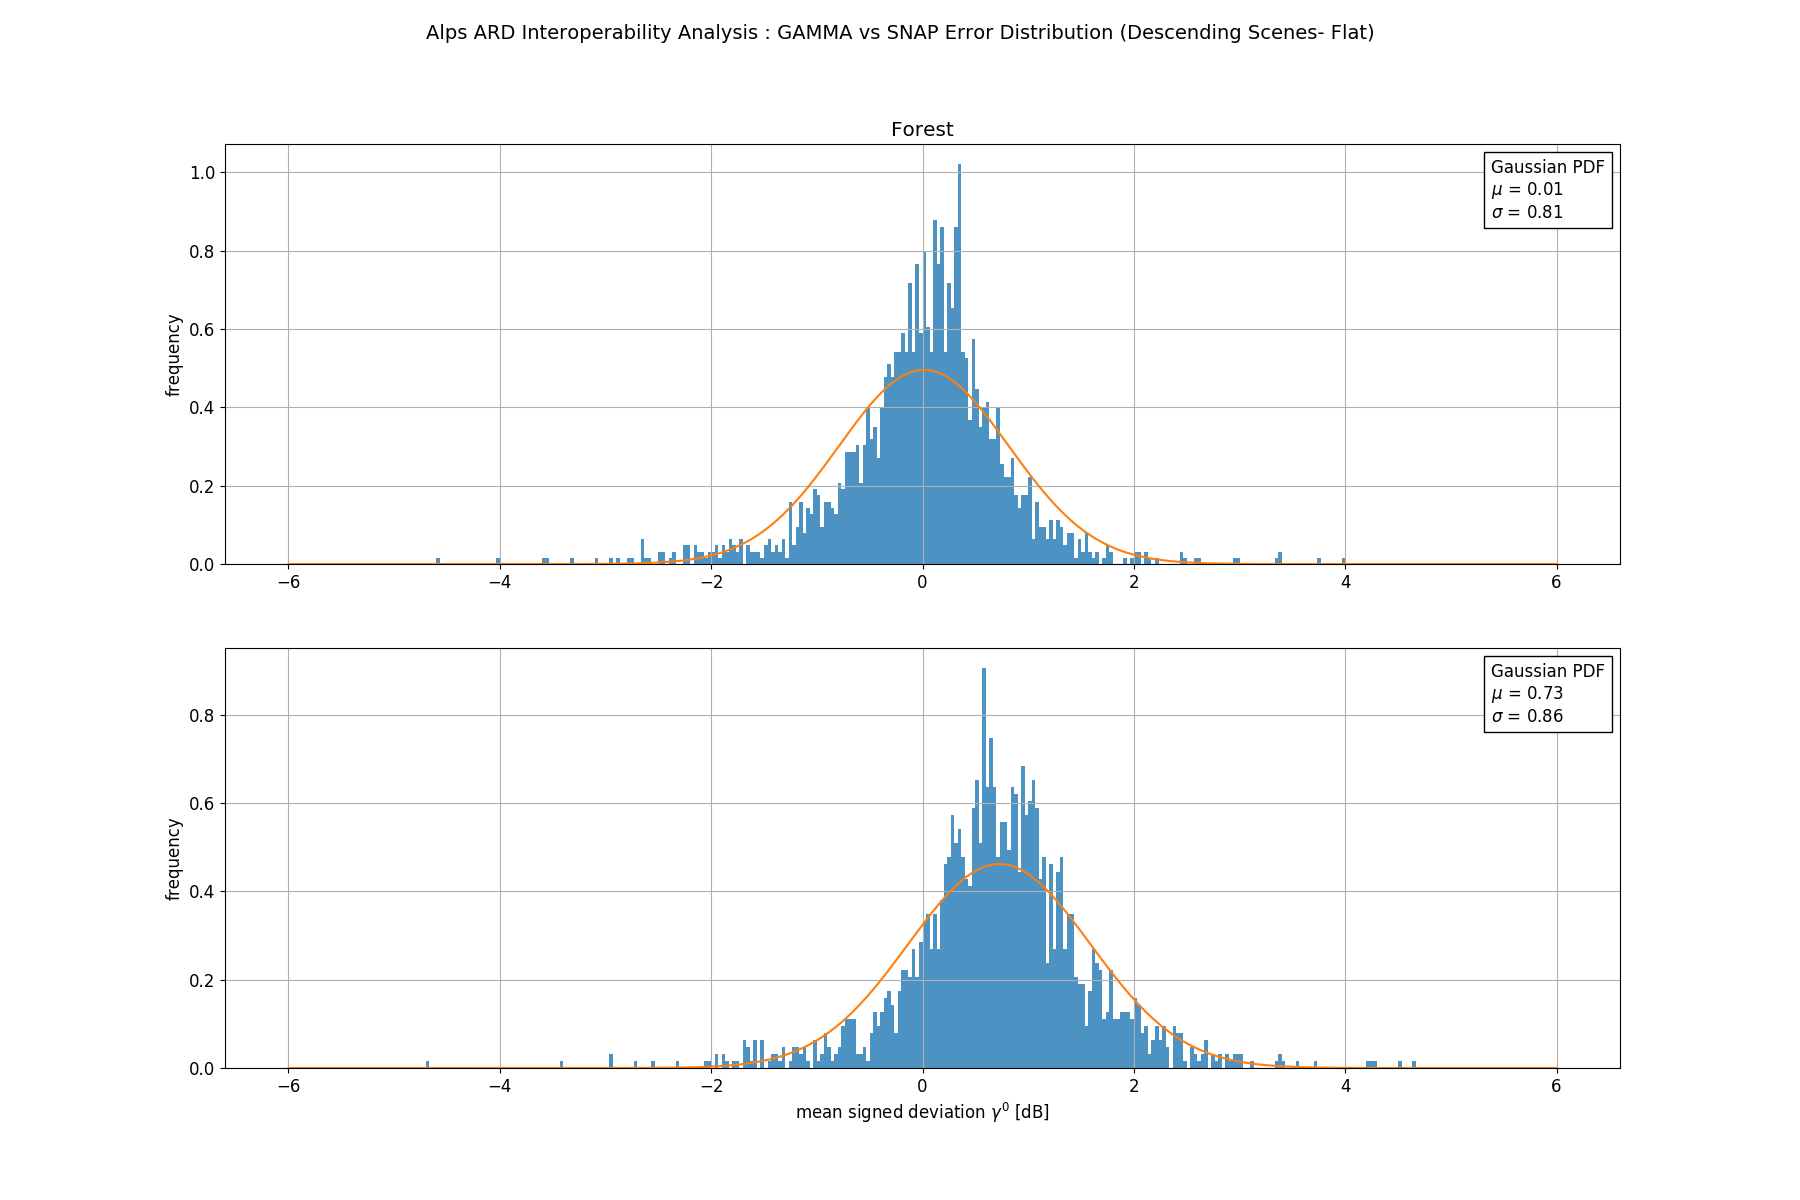 Alps ARD Interoperability Analysis : GAMMA vs SNAP Error Distribution (Descending Scenes- Flat)
Forest
1.0
0.8
0.6
0.4
0.2
0.0
frequency
Gaussian PDF
μ = 0.01
σ = 0.81
−6 −4 −2 0 2 4 6
0.8
0.6
0.4
0.2
0.0
frequency
Gaussian PDF
μ = 0.73
σ = 0.86
−6 −4 −2 0 2 4 6
mean signed deviation γ⁰ [dB]